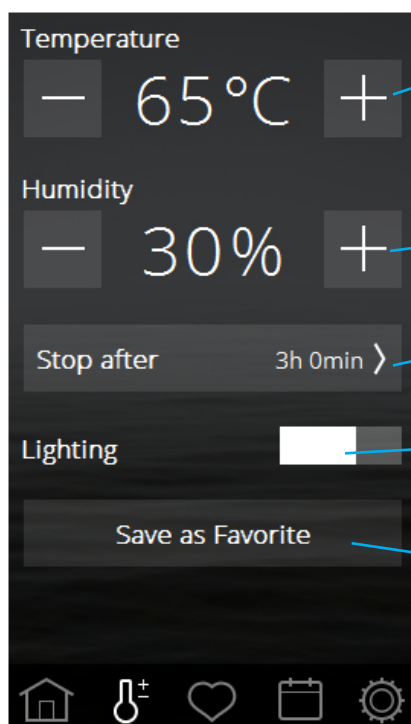 Temperature
65°C
Humidity
30%
Stop after 3h 0min
Lighting
Save as Favorite